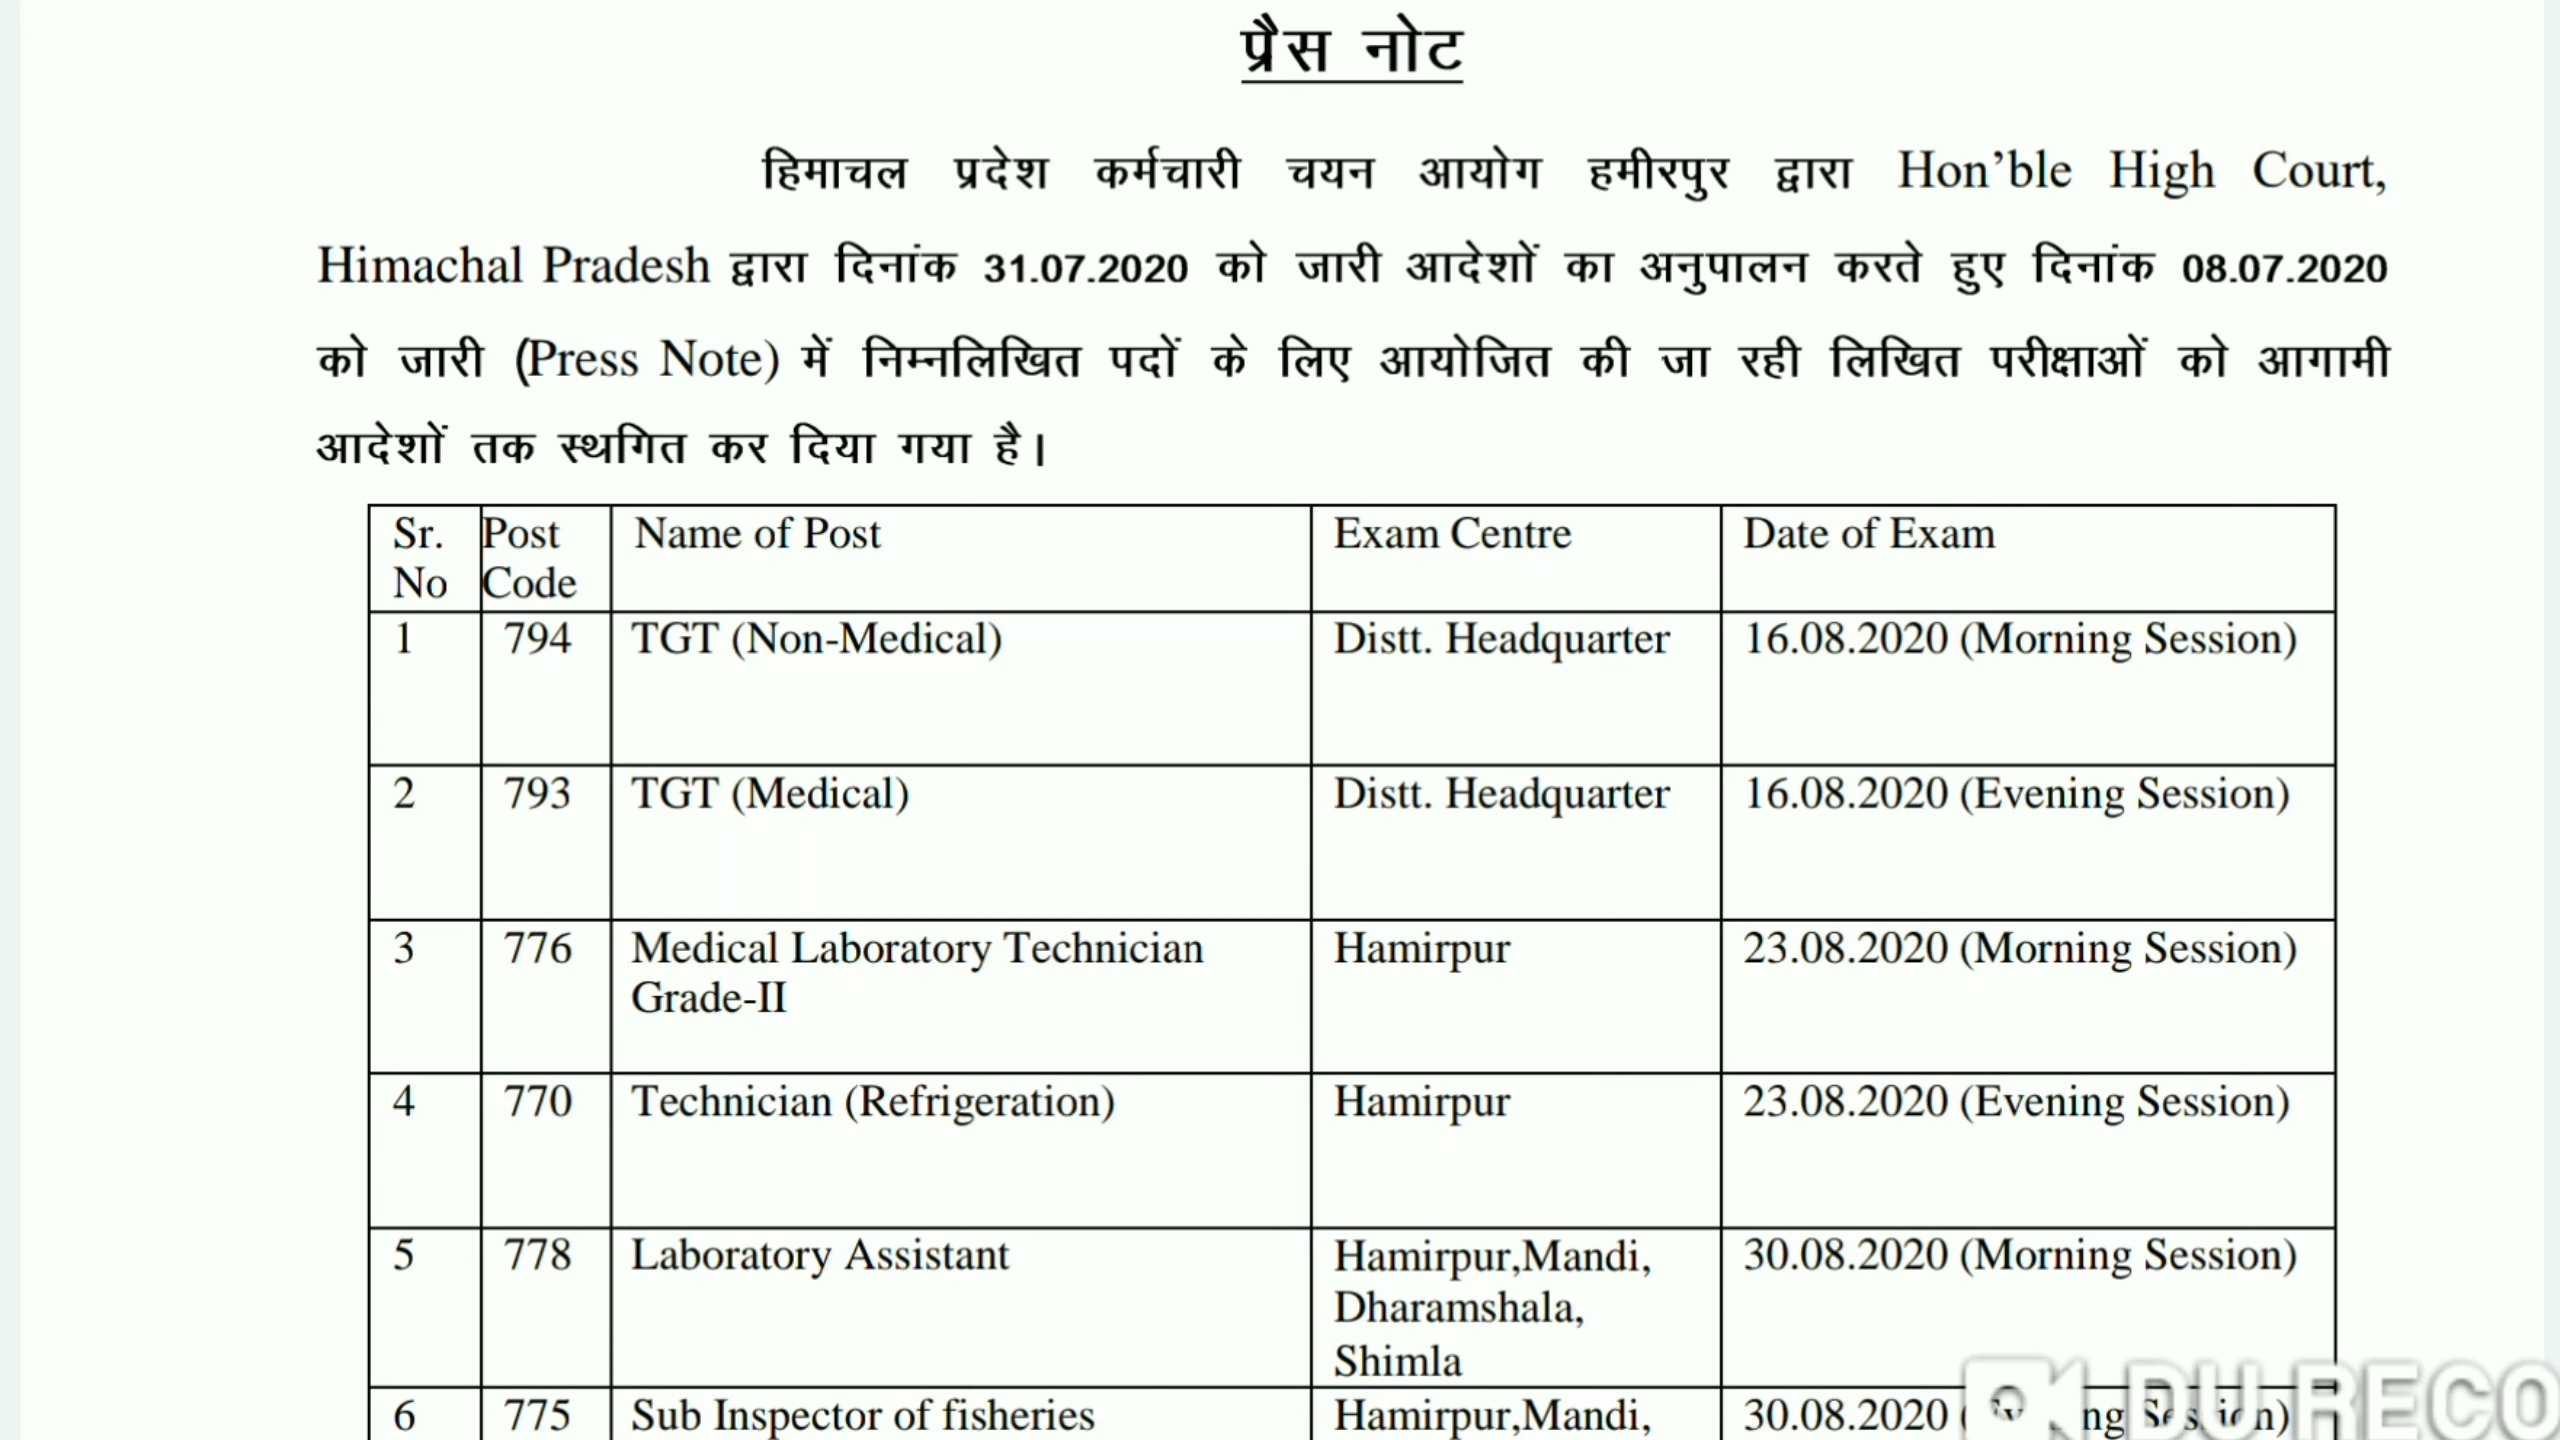 प्रैस नोट
हिमाचल प्रदेश कर्मचारी चयन आयोग हमीरपुर द्वारा Hon’ble High Court,
Himachal Pradesh द्वारा दिनांक 31.07.2020 को जारी आदेशों का अनुपालन करते हुए दिनांक 08.07.2020
को जारी (Press Note) में निम्नलिखित पदों के लिए आयोजित की जा रही लिखित परीक्षाओं को आगामी
आदेशों तक स्थगित कर दिया गया है।
Sr. No Post Code Name of Post Exam Centre Date of Exam
1 794 TGT (Non-Medical) Distt. Headquarter 16.08.2020 (Morning Session)
2 793 TGT (Medical) Distt. Headquarter 16.08.2020 (Evening Session)
3 776 Medical Laboratory Technician Hamirpur 23.08.2020 (Morning Session)
Grade-II
4 770 Technician (Refrigeration) Hamirpur 23.08.2020 (Evening Session)
5 778 Laboratory Assistant Hamirpur,Mandi, 30.08.2020 (Morning Session)
Dharamshala,
Shimla
6 775 Sub Inspector of fisheries Hamirpur,Mandi, 30.08.2020 (Evening Session)
DU RECO